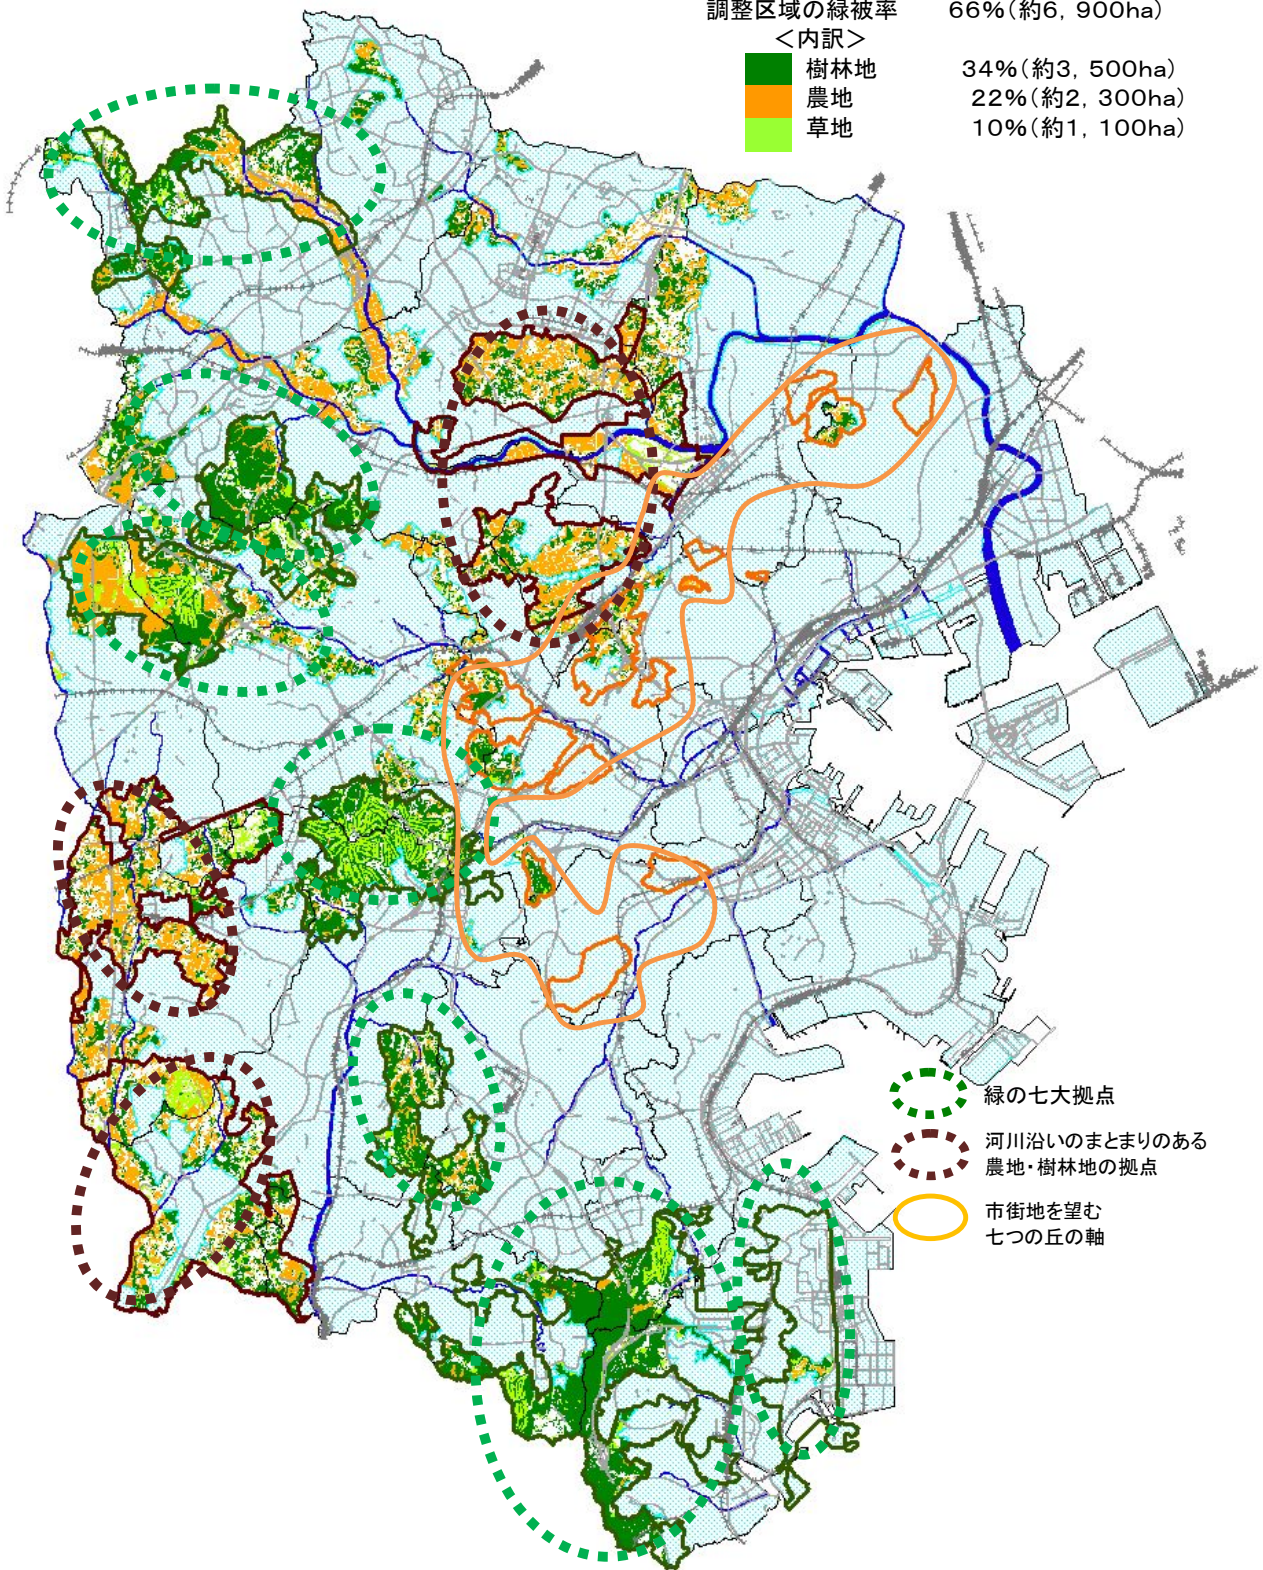 調整区域の緑被率 66%(約6，900ha)
＜内訳＞
樹林地 34%(約3，500ha)
農地 22%(約2，300ha)
草地 10%(約1，100ha)
緑の七大拠点
河川沿いのまとまりのある
農地・樹林地の拠点
市街地を望む
七つの丘の軸